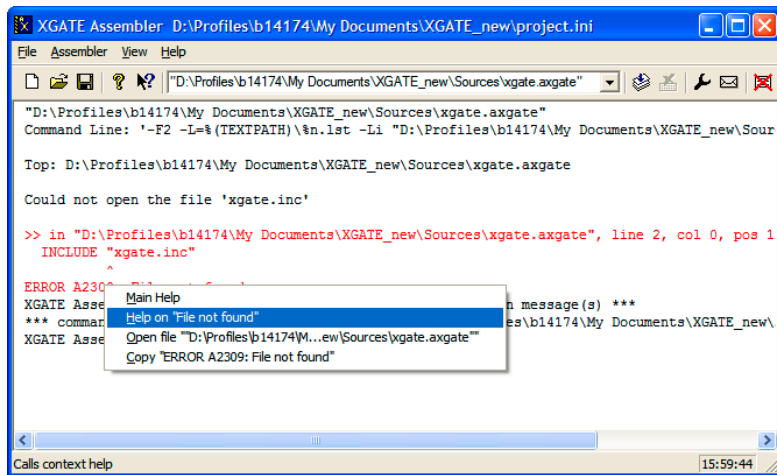 XGATE Assembler D:\Profiles\b14174\My Documents\XGATE_new\project.ini
File Assembler View Help
"D:\Profiles\b14174\My Documents\XGATE_new\Sources\xgate.axgate"
"D:\Profiles\b14174\My Documents\XGATE_new\Sources\xgate.axgate"
Command Line: '-F2 -L=%(TEXTPATH)\%n.lst -Li "D:\Profiles\b14174\My Documents\XGATE_new\Sour
Top: D:\Profiles\b14174\My Documents\XGATE_new\Sources\xgate.axgate
Could not open the file 'xgate.inc'
>> in "D:\Profiles\b14174\My Documents\XGATE_new\Sources\xgate.axgate", line 2, col 0, pos 1
INCLUDE "xgate.inc"
^
ERROR A2309
XGATE Asse n message(s) ***
*** comman es\b14174\My Documents\XGATE_new\
XGATE Asse
Main Help
Help on "File not found"
Open file ""D:\Profiles\b14174\M...ew\Sources\xgate.axgate""
Copy "ERROR A2309: File not found"
Calls context help 15:59:44